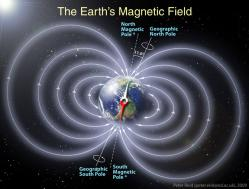 The Earth's Magnetic Field
North
Magnetic
Pole *
Geographic
North Pole
Geographic
South Pole
South
Magnetic
Pole *